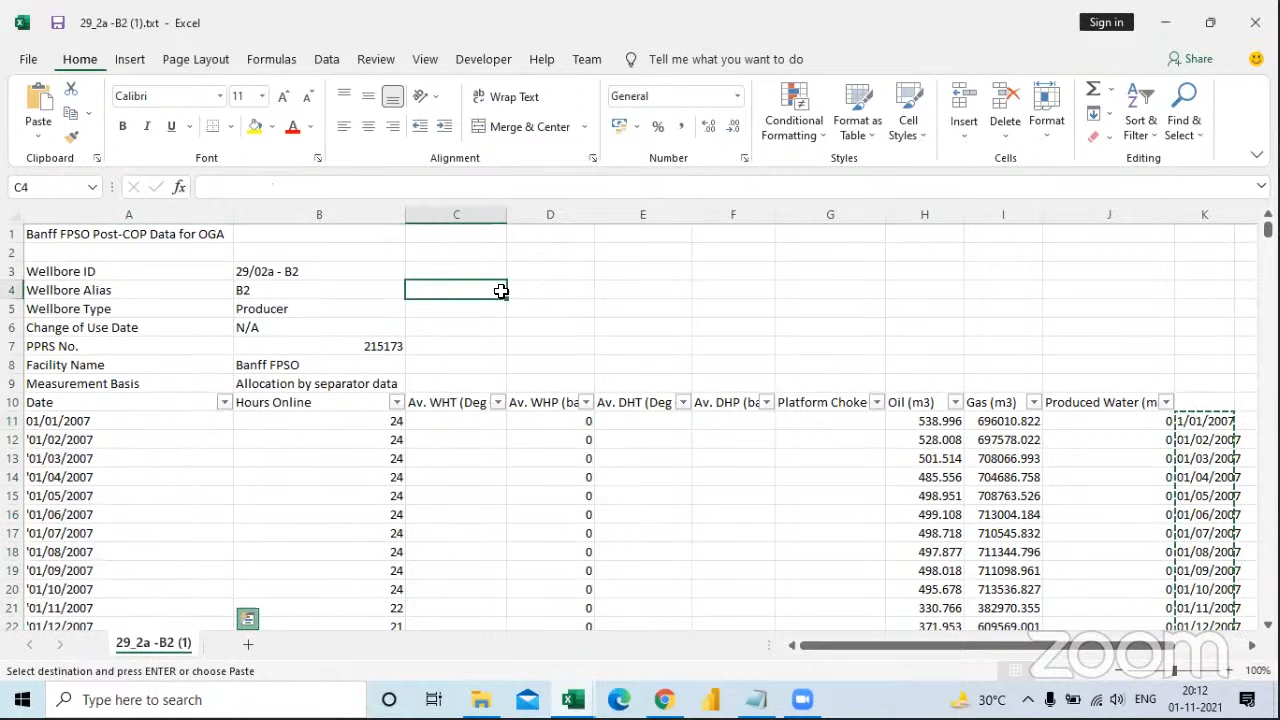 29_2a -B2 (1).txt - Excel
Sign in
File Home Insert Page Layout Formulas Data Review View Developer Help Team Tell me what you want to do Share
Paste
Calibri 11
B I U A
Wrap Text
Merge & Center
General
Conditional Formatting
Format as Table
Cell Styles
Insert Delete Format
Sort & Filter
Find & Select
Clipboard Font Alignment Number Styles Cells Editing
C4 fx
A B C D E F G H I J K
1 Banff FPSO Post-COP Data for OGA
2
3 Wellbore ID 29/02a - B2
4 Wellbore Alias B2
5 Wellbore Type Producer
6 Change of Use Date N/A
7 PPRS No. 215173
8 Facility Name Banff FPSO
9 Measurement Basis Allocation by separator data
10 Date Hours Online Av. WHT (Deg Av. WHP (ba Av. DHT (Deg Av. DHP (ba Platform Choke Oil (m3) Gas (m3) Produced Water (m
11 01/01/2007 24 0 538.996 696010.822 0 1/01/2007
12 '01/02/2007 24 0 528.008 697578.022 0 01/02/2007
13 '01/03/2007 24 0 501.514 708066.993 0 01/03/2007
14 '01/04/2007 24 0 485.556 704686.758 0 01/04/2007
15 '01/05/2007 24 0 498.951 708763.526 0 01/05/2007
16 '01/06/2007 24 0 499.108 713004.184 0 01/06/2007
17 '01/07/2007 24 0 498.718 710545.832 0 01/07/2007
18 '01/08/2007 24 0 497.877 711344.796 0 01/08/2007
19 '01/09/2007 24 0 498.018 711098.961 0 01/09/2007
20 '01/10/2007 24 0 495.678 713536.827 0 01/10/2007
21 '01/11/2007 22 0 330.766 382970.355 0 01/11/2007
22 '01/12/2007 21 0 371.953 609569.001 0 01/12/2007
29_2a -B2 (1)
Select destination and press ENTER or choose Paste
100%
zoom
Type here to search
30°C
ENG
20:12
01-11-2021